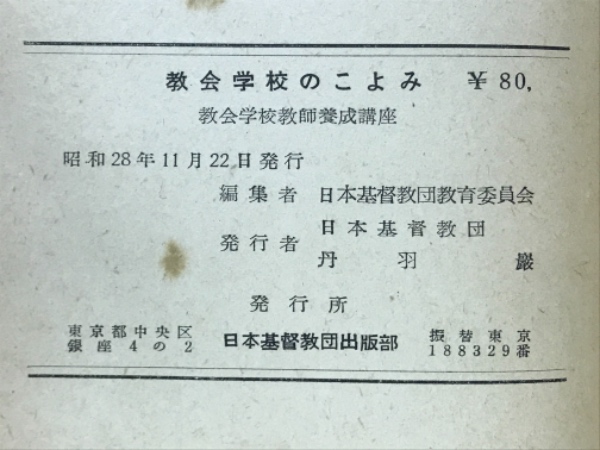 教会学校のこよみ ¥80,
教会学校教師養成講座
昭和28年11月22日発行
編集者 日本基督教団教育委員会
発行者 日本基督教団
丹羽巖
発行所
東京都中央区
銀座4の2
日本基督教団出版部
振替東京
188329番